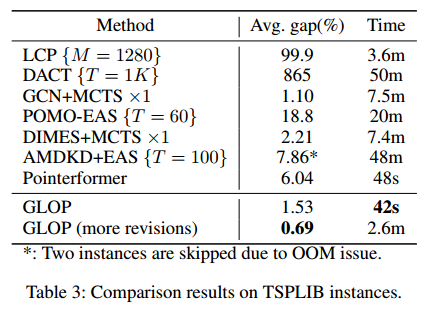 Method Avg. gap(%) Time
LCP {M = 1280} 99.9 3.6m
DACT {T = 1K} 865 50m
GCN+MCTS ×1 1.10 7.5m
POMO-EAS {T = 60} 18.8 20m
DIMES+MCTS ×1 2.21 7.4m
AMDKD+EAS {T = 100} 7.86* 48m
Pointerformer 6.04 48s
GLOP 1.53 42s
GLOP (more revisions) 0.69 2.6m
*: Two instances are skipped due to OOM issue.
Table 3: Comparison results on TSPLIB instances.